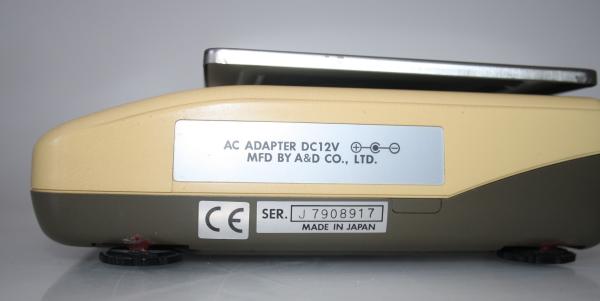 AC ADAPTER DC12V
MFD BY A&D CO., LTD.
CE
SER. J 7908917
MADE IN JAPAN